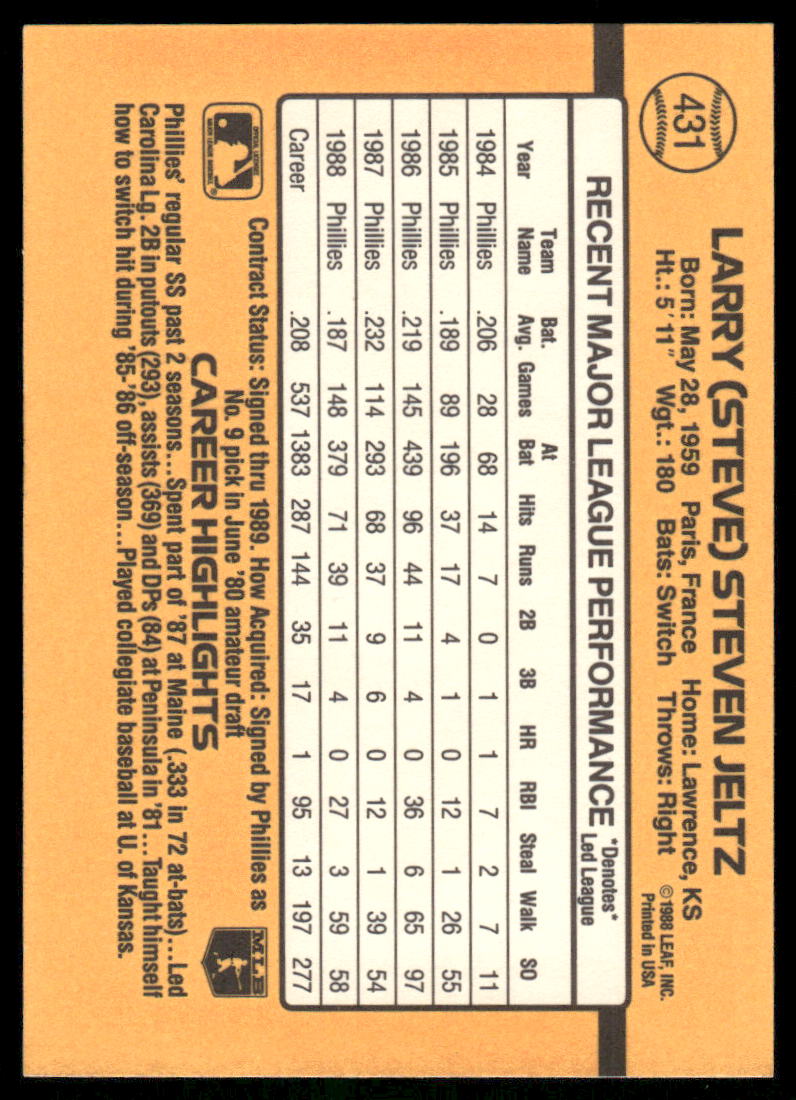 431
LARRY (STEVE) STEVEN JELTZ
Born: May 28, 1959 Paris, France Home: Lawrence, KS
Ht.: 5' 11" Wgt.: 180 Bats: Switch Throws: Right
©1988 LEAF, INC.
Printed in USA
RECENT MAJOR LEAGUE PERFORMANCE *Denotes* Led League
Year Team Name Bat. Avg. Games At Bat Hits Runs 2B 3B HR RBI Steal Walk SO
1984 Phillies .206 28 68 14 7 0 1 1 7 2 7 11
1985 Phillies .189 89 196 37 17 4 1 0 12 1 26 55
1986 Phillies .219 145 439 96 44 11 4 0 36 6 65 97
1987 Phillies .232 114 293 68 37 9 6 0 12 1 39 54
1988 Phillies .187 148 379 71 39 11 4 0 27 3 59 58
Career .208 537 1383 287 144 35 17 1 95 13 197 277
Contract Status: Signed thru 1989. How Acquired: Signed by Phillies as
No. 9 pick in June '80 amateur draft
MLB
CAREER HIGHLIGHTS
Phillies' regular SS past 2 seasons...Spent part of '87 at Maine (.333 in 72 at-bats)...Led
Carolina Lg. 2B in putouts (293), assists (369) and DPs (84) at Peninsula in '81...Taught himself
how to switch hit during '85-'86 off-season...Played collegiate baseball at U. of Kansas.